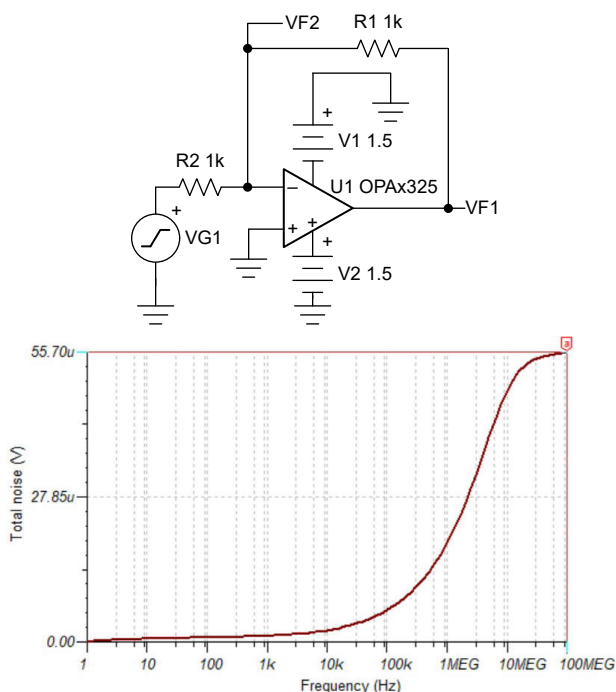 VF2
R1 1k
+
V1 1.5
R2 1k
U1 OPAx325
−
+
+
VF1
+
VG1
+
V2 1.5
a
55.70u
27.85u
0.00
Total noise (V)
1 10 100 1k 10k 100k 1MEG 10MEG 100MEG
Frequency (Hz)